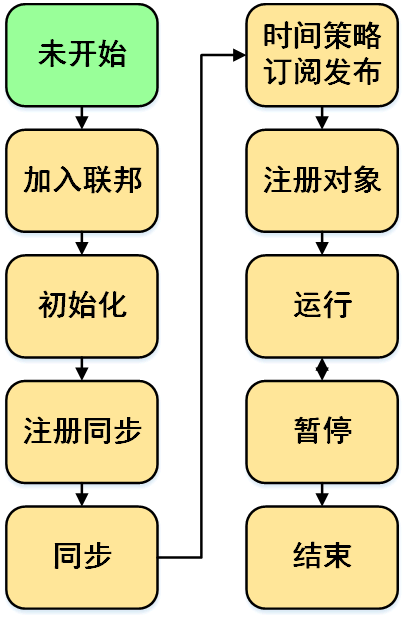 未开始
加入联邦
初始化
注册同步
同步
时间策略
订阅发布
注册对象
运行
暂停
结束